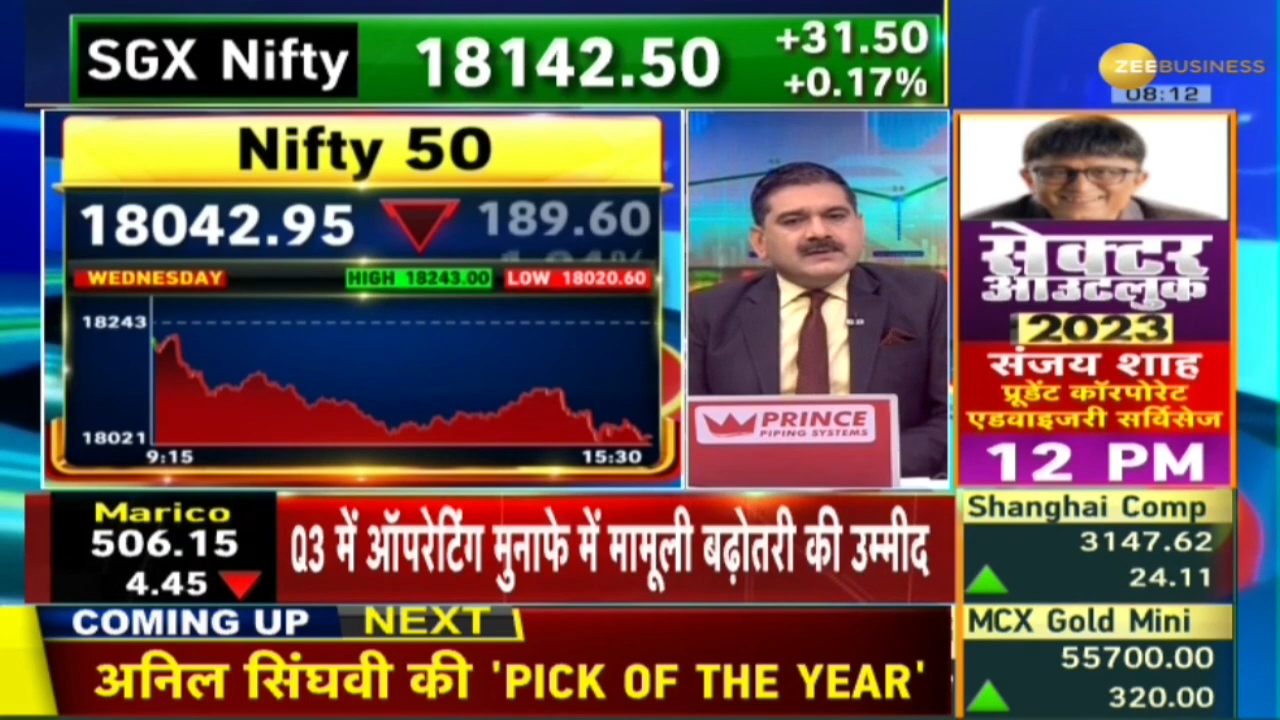 SGX Nifty
18142.50
+31.50
+0.17%
ZEEBUSINESS
08:12
Nifty 50
18042.95
189.60
WEDNESDAY
HIGH 18243.00
LOW 18020.60
18243
18021
9:15
15:30
PRINCE
PIPING SYSTEMS
सेक्टर
आउटलुक
2023
संजय शाह
प्रूडेंट कॉरपोरेट
एडवाइजरी सर्विसेज
12 PM
Marico
506.15
4.45
Q3 में ऑपरेटिंग मुनाफे में मामूली बढ़ोतरी की उम्मीद
Shanghai Comp
3147.62
24.11
COMING UP NEXT
अनिल सिंघवी की 'PICK OF THE YEAR'
MCX Gold Mini
55700.00
320.00